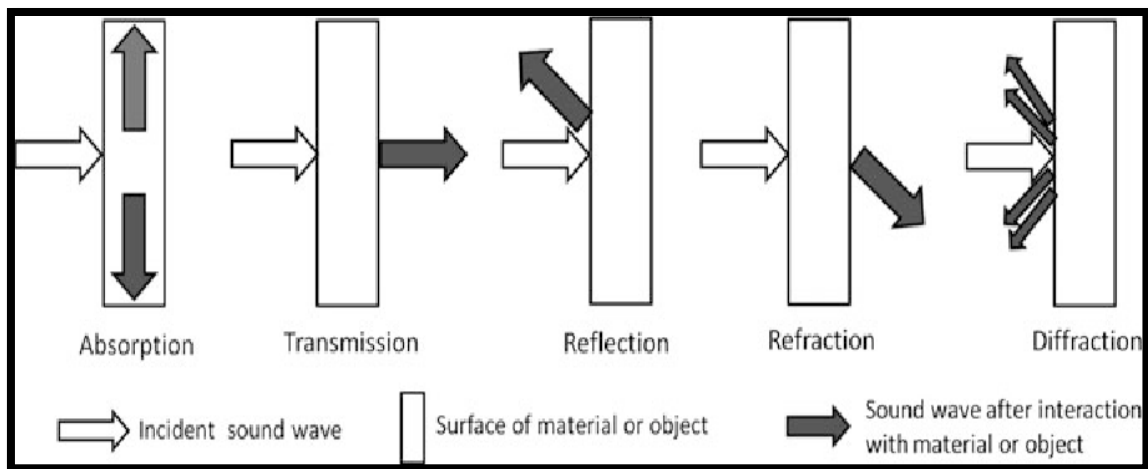 Absorption
Transmission
Reflection
Refraction
Diffraction
Incident sound wave
Surface of material or object
Sound wave after interaction
with material or object